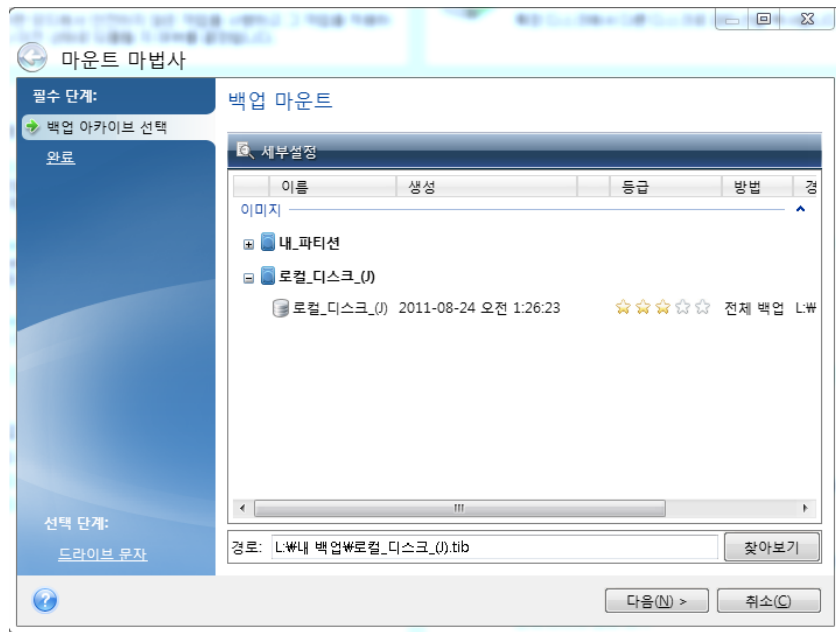 마운트 마법사
필수 단계:
백업 아카이브 선택
완료
선택 단계:
드라이브 문자
백업 마운트
세부설정
이름 생성 등급 방법 경
이미지
내_파티션
로컬_디스크_(J)
로컬_디스크_(J) 2011-08-24 오전 1:26:23 전체 백업 L:₩
경로: L:₩내 백업₩로컬_디스크_(J).tib 찾아보기
다음(N) > 취소(C)